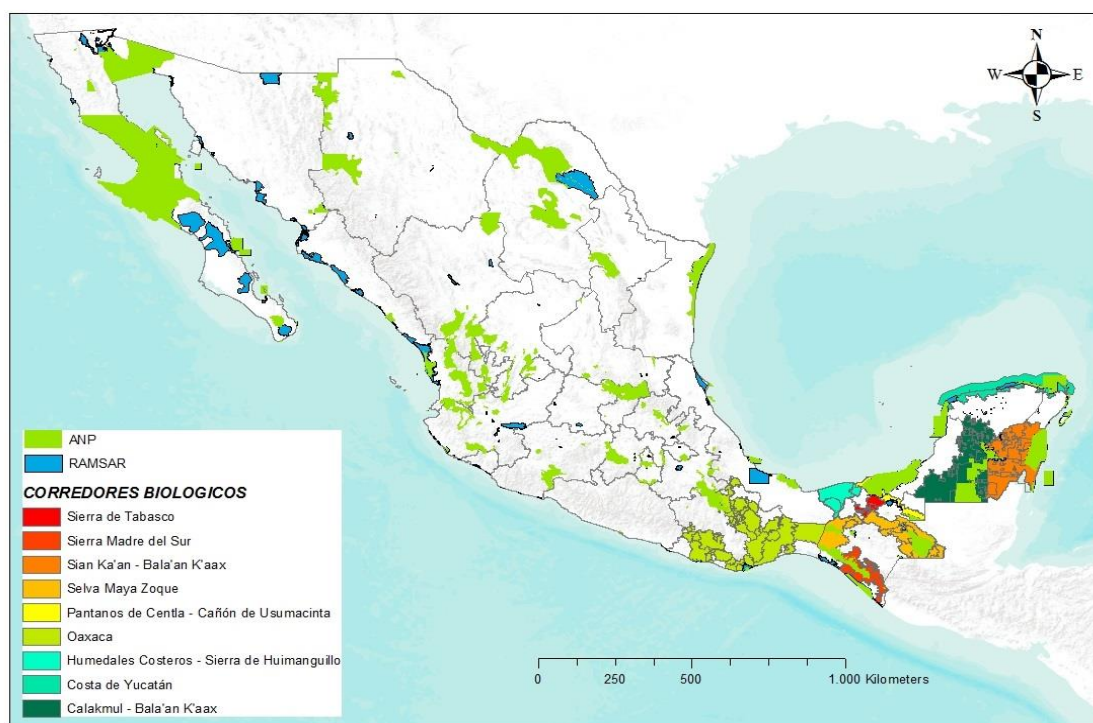 N
W E
S
ANP
RAMSAR
CORREDORES BIOLOGICOS
Sierra de Tabasco
Sierra Madre del Sur
Sian Ka'an - Bala'an K'aax
Selva Maya Zoque
Pantanos de Centla - Cañón de Usumacinta
Oaxaca
Humedales Costeros - Sierra de Huimanguillo
Costa de Yucatán
Calakmul - Bala'an K'aax
0 250 500 1.000 Kilometers